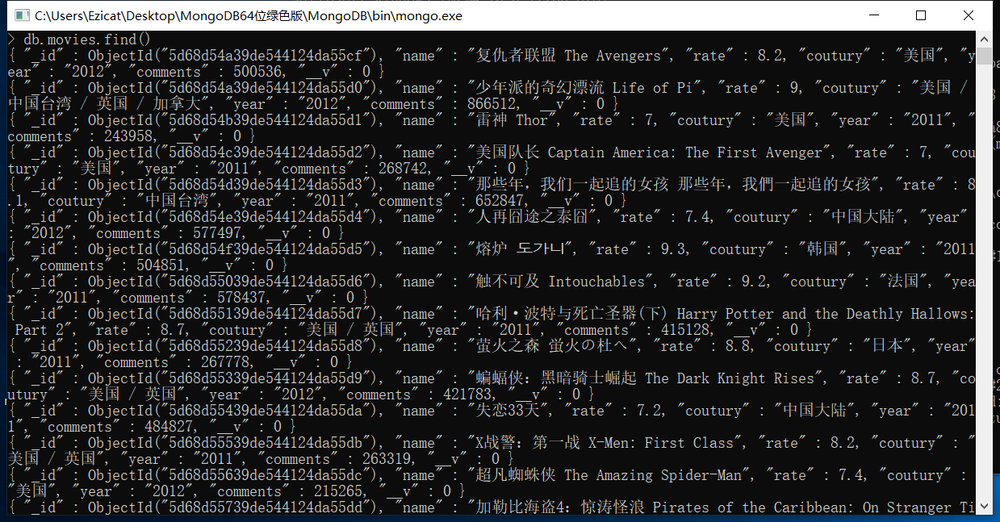 C:\Users\Ezicat\Desktop\MongoDB64位绿色版\MongoDB\bin\mongo.exe
> db.movies.find()
{ "_id" : ObjectId("5d68d54a39de544124da55cf"), "name" : "复仇者联盟 The Avengers", "rate" : 8.2, "coutury" : "美国", "y
ear" : "2012", "comments" : 500536, "__v" : 0 }
{ "_id" : ObjectId("5d68d54a39de544124da55d0"), "name" : "少年派的奇幻漂流 Life of Pi", "rate" : 9, "coutury" : "美国 /
中国台湾 / 英国 / 加拿大", "year" : "2012", "comments" : 866512, "__v" : 0 }
{ "_id" : ObjectId("5d68d54b39de544124da55d1"), "name" : "雷神 Thor", "rate" : 7, "coutury" : "美国", "year" : "2011", "
comments" : 243958, "__v" : 0 }
{ "_id" : ObjectId("5d68d54c39de544124da55d2"), "name" : "美国队长 Captain America: The First Avenger", "rate" : 7, "cou
tury" : "美国", "year" : "2011", "comments" : 268742, "__v" : 0 }
{ "_id" : ObjectId("5d68d54d39de544124da55d3"), "name" : "那些年，我们一起追的女孩 那些年，我們一起追的女孩", "rate" : 8
.1, "coutury" : "中国台湾", "year" : "2011", "comments" : 652847, "__v" : 0 }
{ "_id" : ObjectId("5d68d54e39de544124da55d4"), "name" : "人再囧途之泰囧", "rate" : 7.4, "coutury" : "中国大陆", "year"
: "2012", "comments" : 577497, "__v" : 0 }
{ "_id" : ObjectId("5d68d54f39de544124da55d5"), "name" : "熔炉 도가니", "rate" : 9.3, "coutury" : "韩国", "year" : "2011
", "comments" : 504851, "__v" : 0 }
{ "_id" : ObjectId("5d68d55039de544124da55d6"), "name" : "触不可及 Intouchables", "rate" : 9.2, "coutury" : "法国", "yea
r" : "2011", "comments" : 578437, "__v" : 0 }
{ "_id" : ObjectId("5d68d55139de544124da55d7"), "name" : "哈利·波特与死亡圣器(下) Harry Potter and the Deathly Hallows:
Part 2", "rate" : 8.7, "coutury" : "美国 / 英国", "year" : "2011", "comments" : 415128, "__v" : 0 }
{ "_id" : ObjectId("5d68d55239de544124da55d8"), "name" : "萤火之森 蛍火の杜へ", "rate" : 8.8, "coutury" : "日本", "year"
: "2011", "comments" : 267778, "__v" : 0 }
{ "_id" : ObjectId("5d68d55339de544124da55d9"), "name" : "蝙蝠侠：黑暗骑士崛起 The Dark Knight Rises", "rate" : 8.7, "co
utury" : "美国 / 英国", "year" : "2012", "comments" : 421783, "__v" : 0 }
{ "_id" : ObjectId("5d68d55439de544124da55da"), "name" : "失恋33天", "rate" : 7.2, "coutury" : "中国大陆", "year" : "201
1", "comments" : 484827, "__v" : 0 }
{ "_id" : ObjectId("5d68d55539de544124da55db"), "name" : "X战警：第一战 X-Men: First Class", "rate" : 8.2, "coutury" : "
美国 / 英国", "year" : "2011", "comments" : 263319, "__v" : 0 }
{ "_id" : ObjectId("5d68d55639de544124da55dc"), "name" : "超凡蜘蛛侠 The Amazing Spider-Man", "rate" : 7.4, "coutury" :
"美国", "year" : "2012", "comments" : 215265, "__v" : 0 }
{ "_id" : ObjectId("5d68d55739de544124da55dd"), "name" : "加勒比海盗4：惊涛怪浪 Pirates of the Caribbean: On Stranger Ti